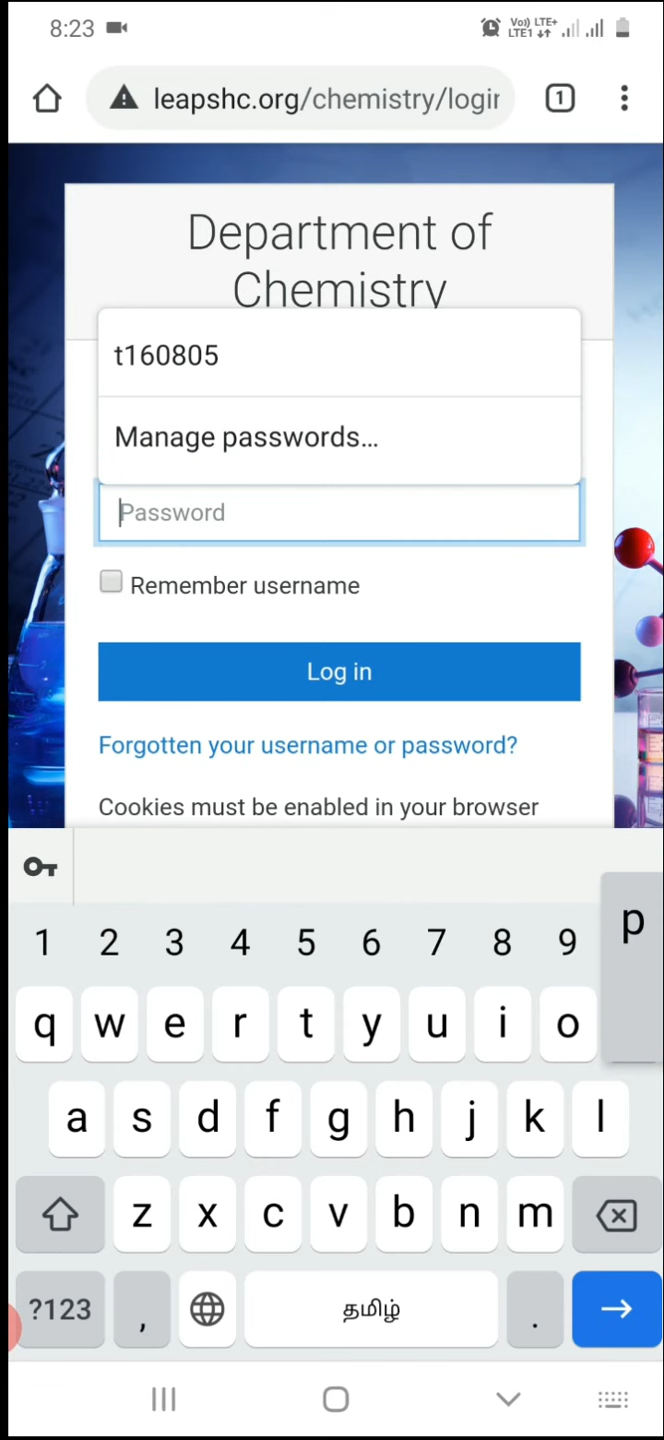 8:23
Vo)) LTE+
LTE1
leapshc.org/chemistry/login
1
Department of
Chemistry
t160805
Manage passwords...
Password
Remember username
Log in
Forgotten your username or password?
Cookies must be enabled in your browser
1 2 3 4 5 6 7 8 9 p
q w e r t y u i o
a s d f g h j k l
z x c v b n m
?123 , தமிழ் .